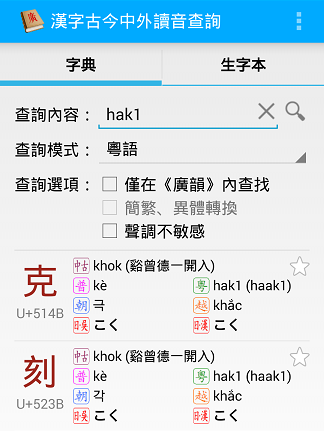 漢字古今中外讀音查詢
字典 生字本
查詢內容： hak1
查詢模式： 粵語
查詢選項： 僅在《廣韻》內查找
簡繁、異體轉換
聲調不敏感
克
U+514B
中古 khok (谿曾德一開入)
普 kè 粵 hak1 (haak1)
朝 극 越 khắc
日吳 こく 日漢 こく
刻
U+523B
中古 khok (谿曾德一開入)
普 kè 粵 hak1 (haak1)
朝 각 越 khắc
日吳 こく 日漢 こく